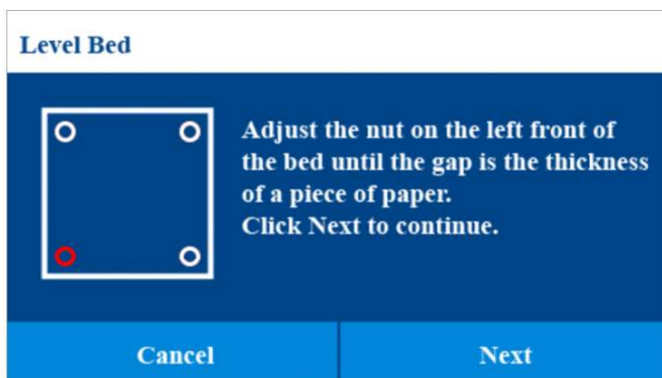 Level Bed
Adjust the nut on the left front of
the bed until the gap is the thickness
of a piece of paper.
Click Next to continue.
Cancel
Next